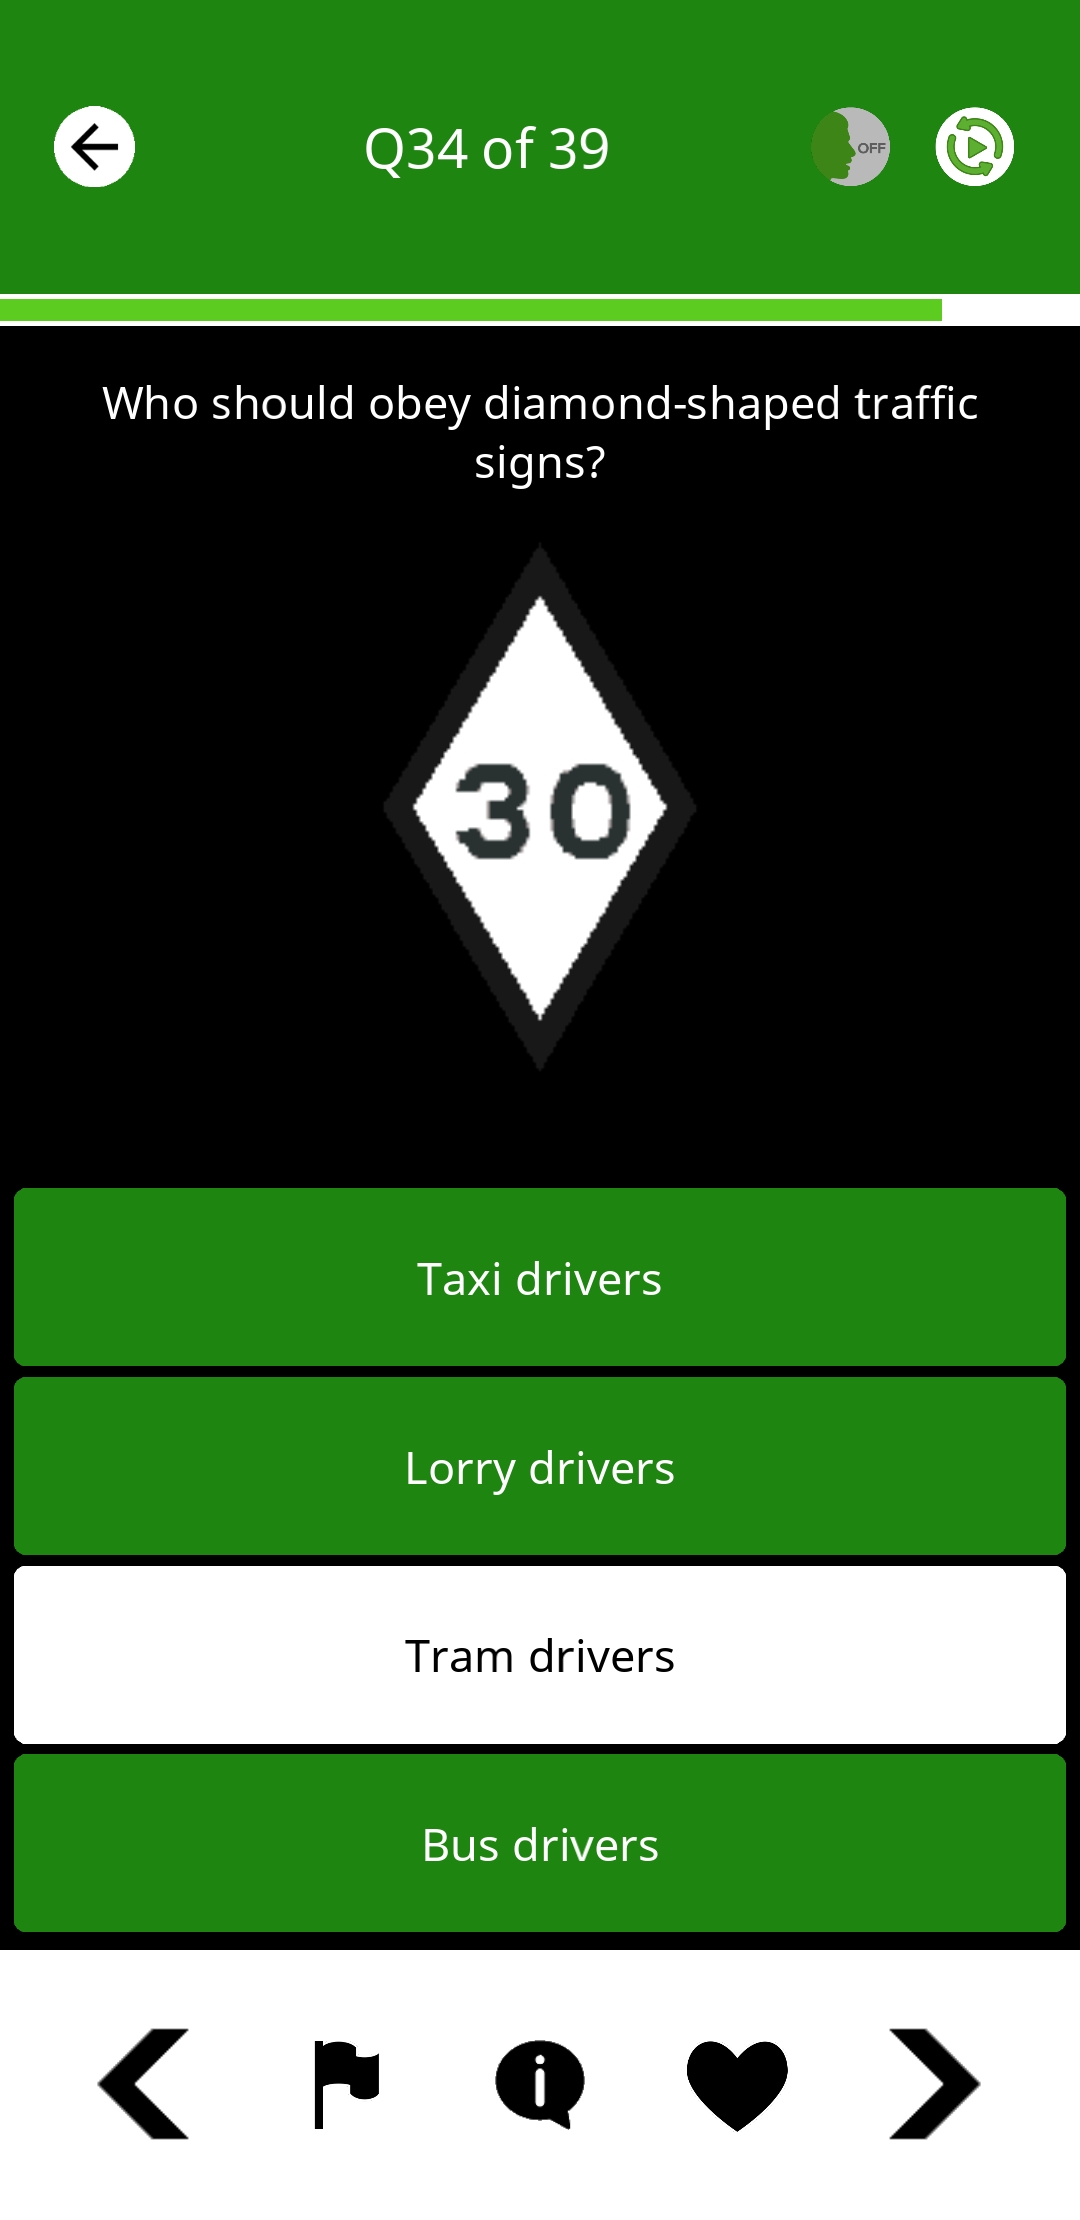 Q34 of 39
OFF
Who should obey diamond-shaped traffic
signs?
30
Taxi drivers
Lorry drivers
Tram drivers
Bus drivers